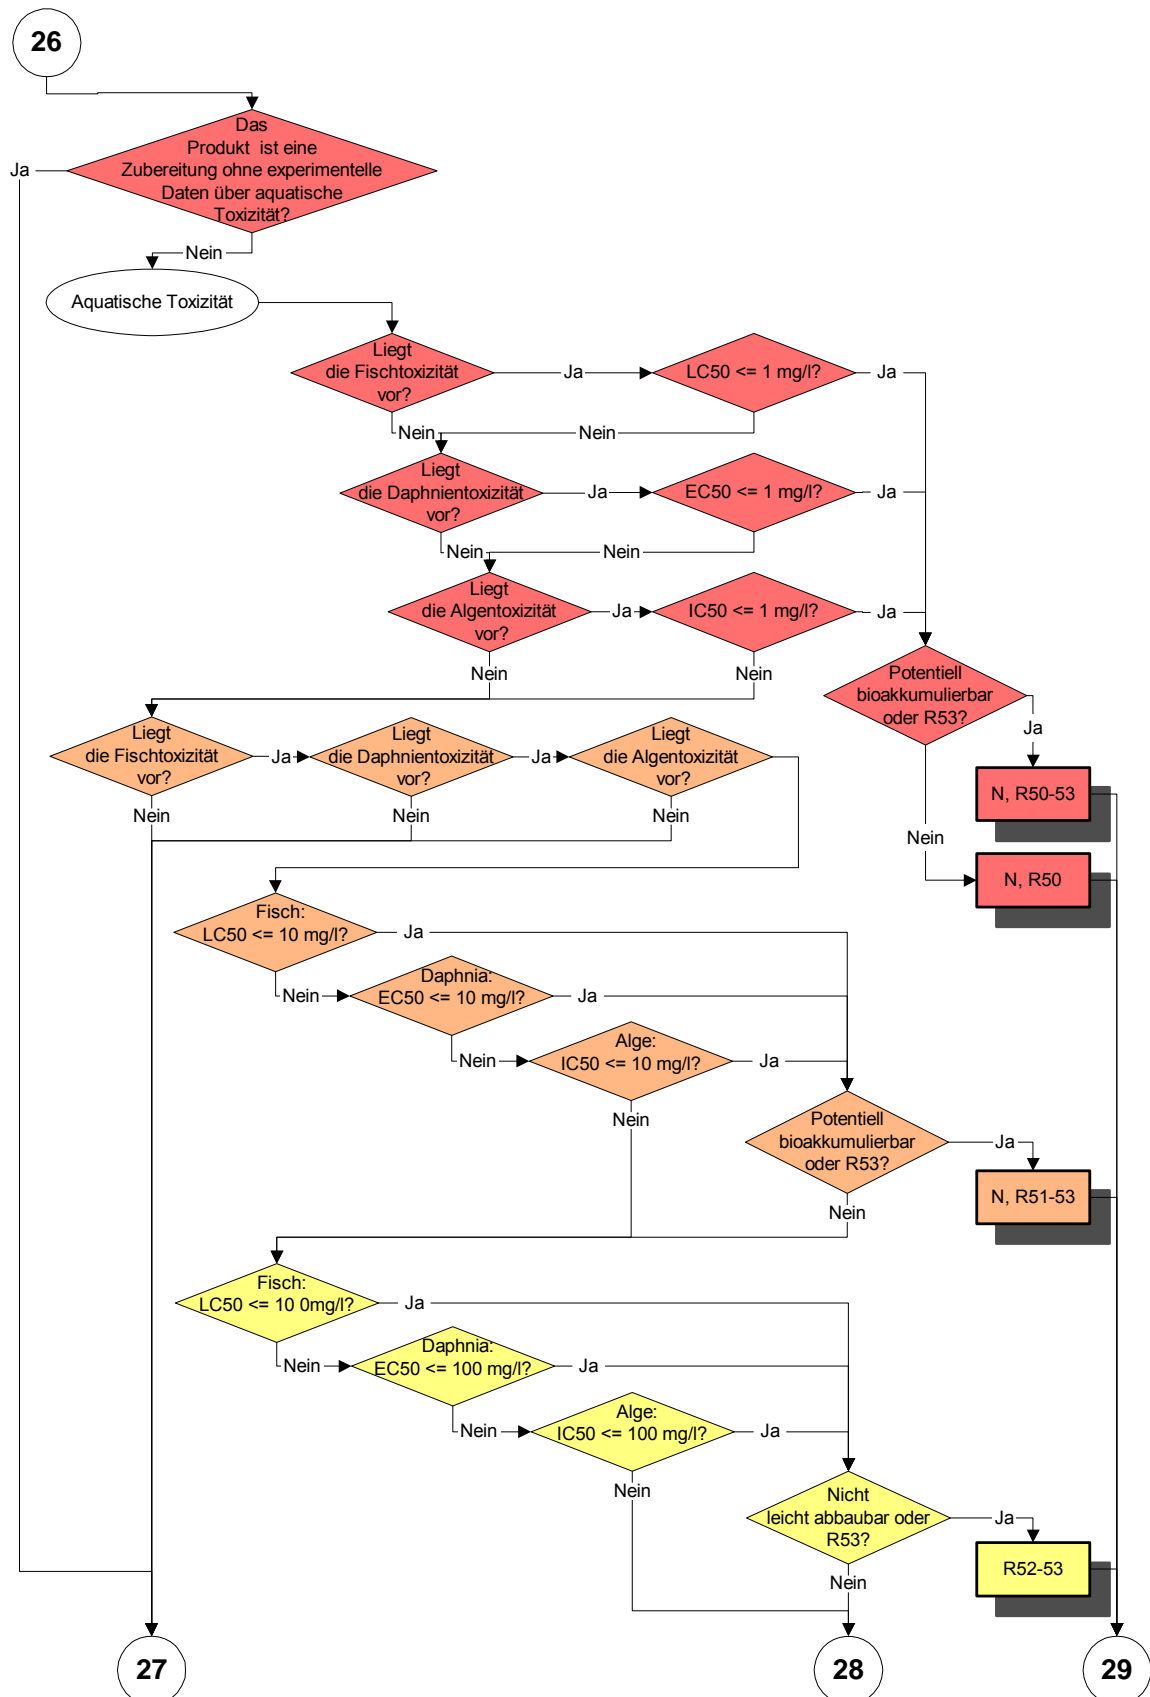 26
Das
Produkt ist eine
Zubereitung ohne experimentelle
Daten über aquatische
Toxizität?
Ja
Nein
Aquatische Toxizität
Liegt
die Fischtoxizität
vor?
Ja
LC50 <= 1 mg/l?
Ja
Nein
Nein
Liegt
die Daphnientoxizität
vor?
Ja
EC50 <= 1 mg/l?
Ja
Nein
Nein
Liegt
die Algentoxizität
vor?
Ja
IC50 <= 1 mg/l?
Ja
Nein
Nein
Potentiell
bioakkumulierbar
oder R53?
Ja
Nein
N, R50-53
N, R50
Liegt
die Fischtoxizität
vor?
Ja
Liegt
die Daphnientoxizität
vor?
Ja
Liegt
die Algentoxizität
vor?
Nein
Nein
Nein
Fisch:
LC50 <= 10 mg/l?
Ja
Nein
Daphnia:
EC50 <= 10 mg/l?
Ja
Nein
Alge:
IC50 <= 10 mg/l?
Ja
Nein
Potentiell
bioakkumulierbar
oder R53?
Ja
Nein
N, R51-53
Fisch:
LC50 <= 10 0mg/l?
Ja
Nein
Daphnia:
EC50 <= 100 mg/l?
Ja
Nein
Alge:
IC50 <= 100 mg/l?
Ja
Nein
Nicht
leicht abbaubar oder
R53?
Ja
Nein
R52-53
27
28
29